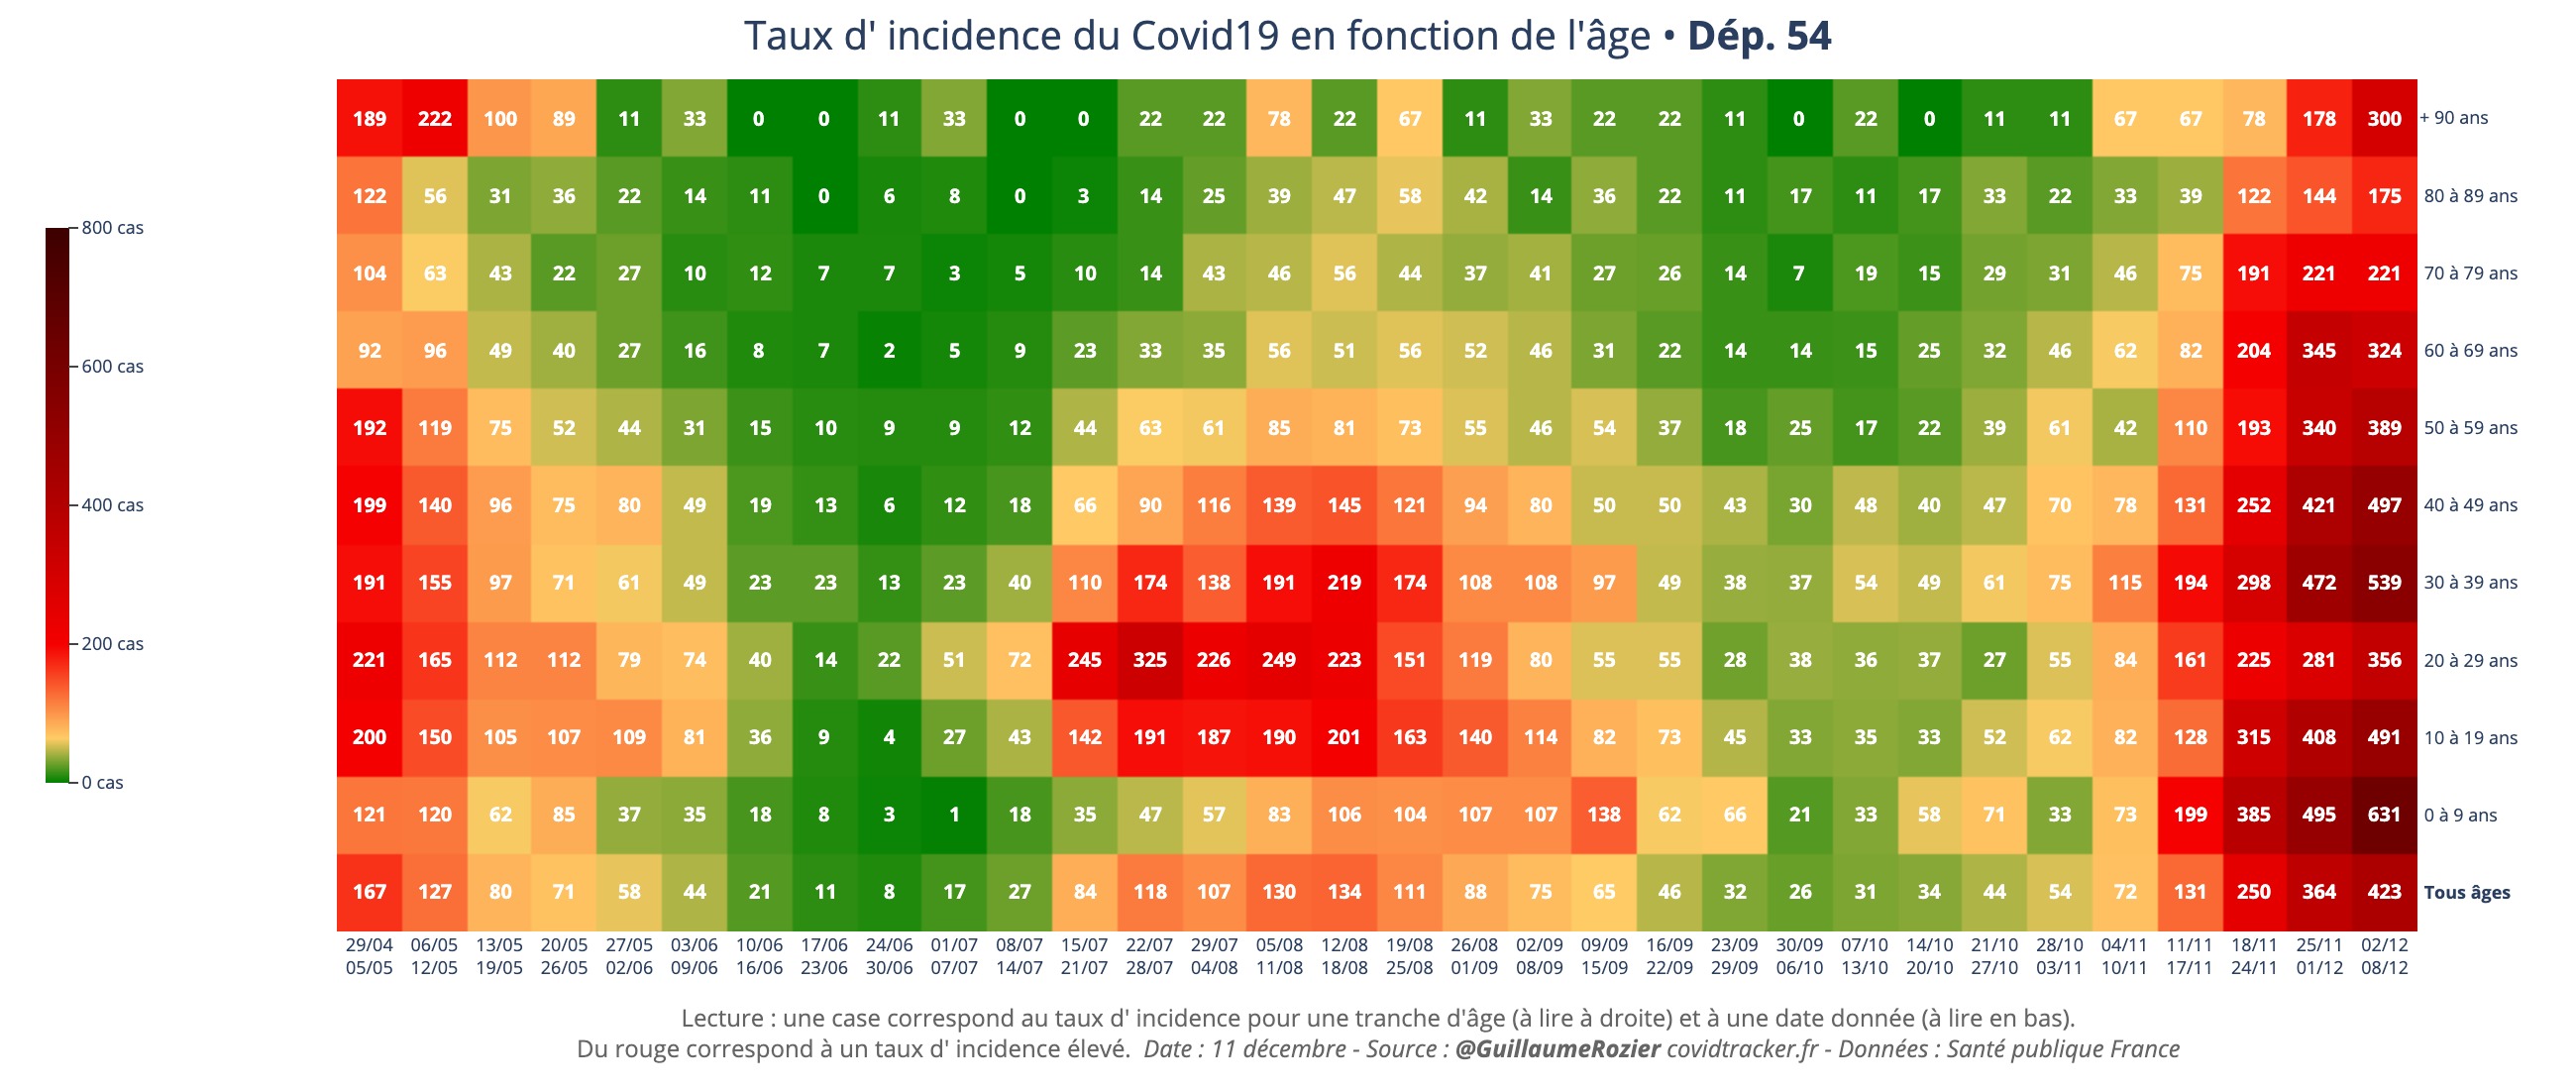 Taux d' incidence du Covid19 en fonction de l'âge • Dép. 54
800 cas
600 cas
400 cas
200 cas
0 cas
189 222 100 89 11 33 0 0 11 33 0 0 22 22 78 22 67 11 33 22 22 11 0 22 0 11 11 67 67 78 178 300 + 90 ans
122 56 31 36 22 14 11 0 6 8 0 3 14 25 39 47 58 42 14 36 22 11 17 11 17 33 22 33 39 122 144 175 80 à 89 ans
104 63 43 22 27 10 12 7 7 3 5 10 14 43 46 56 44 37 41 27 26 14 7 19 15 29 31 46 75 191 221 221 70 à 79 ans
92 96 49 40 27 16 8 7 2 5 9 23 33 35 56 51 56 52 46 31 22 14 14 15 25 32 46 62 82 204 345 324 60 à 69 ans
192 119 75 52 44 31 15 10 9 9 12 44 63 61 85 81 73 55 46 54 37 18 25 17 22 39 61 42 110 193 340 389 50 à 59 ans
199 140 96 75 80 49 19 13 6 12 18 66 90 116 139 145 121 94 80 50 50 43 30 48 40 47 70 78 131 252 421 497 40 à 49 ans
191 155 97 71 61 49 23 23 13 23 40 110 174 138 191 219 174 108 108 97 49 38 37 54 49 61 75 115 194 298 472 539 30 à 39 ans
221 165 112 112 79 74 40 14 22 51 72 245 325 226 249 223 151 119 80 55 55 28 38 36 37 27 55 84 161 225 281 356 20 à 29 ans
200 150 105 107 109 81 36 9 4 27 43 142 191 187 190 201 163 140 114 82 73 45 33 35 33 52 62 82 128 315 408 491 10 à 19 ans
121 120 62 85 37 35 18 8 3 1 18 35 47 57 83 106 104 107 107 138 62 66 21 33 58 71 33 73 199 385 495 631 0 à 9 ans
167 127 80 71 58 44 21 11 8 17 27 84 118 107 130 134 111 88 75 65 46 32 26 31 34 44 54 72 131 250 364 423 Tous âges
29/04 06/05 13/05 20/05 27/05 03/06 10/06 17/06 24/06 01/07 08/07 15/07 22/07 29/07 05/08 12/08 19/08 26/08 02/09 09/09 16/09 23/09 30/09 07/10 14/10 21/10 28/10 04/11 11/11 18/11 25/11 02/12
05/05 12/05 19/05 26/05 02/06 09/06 16/06 23/06 30/06 07/07 14/07 21/07 28/07 04/08 11/08 18/08 25/08 01/09 08/09 15/09 22/09 29/09 06/10 13/10 20/10 27/10 03/11 10/11 17/11 24/11 01/12 08/12
Lecture : une case correspond au taux d' incidence pour une tranche d'âge (à lire à droite) et à une date donnée (à lire en bas).
Du rouge correspond à un taux d' incidence élevé. Date : 11 décembre - Source : @GuillaumeRozier covidtracker.fr - Données : Santé publique France